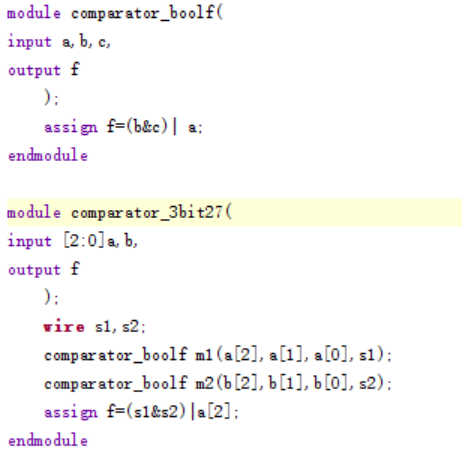 module comparator_boolf(
input a,b,c,
output f
    );
    assign f=(b&c)| a;
endmodule

module comparator_3bit27(
input [2:0]a,b,
output f
    );
    wire s1,s2;
    comparator_boolf m1(a[2],a[1],a[0],s1);
    comparator_boolf m2(b[2],b[1],b[0],s2);
    assign f=(s1&s2)|a[2];
endmodule